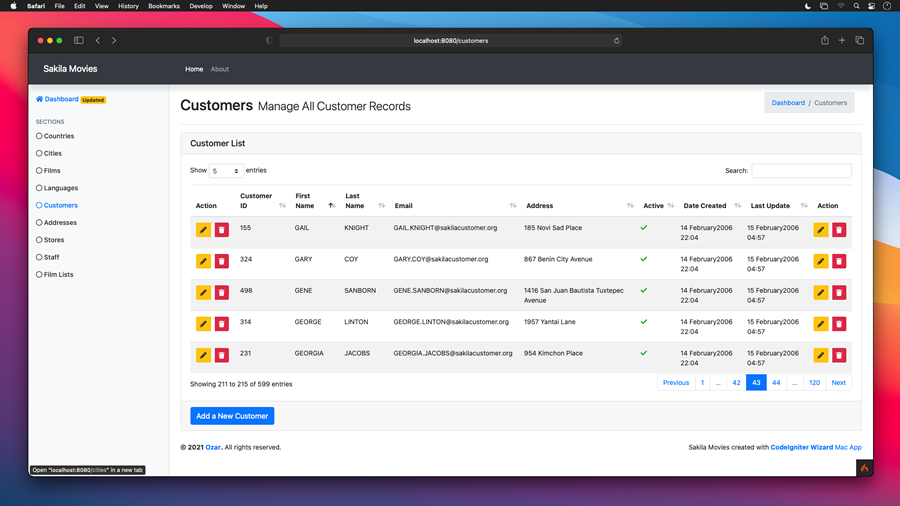 Safari File Edit View History Bookmarks Develop Window Help
localhost:8080/customers
Sakila Movies Home About
Dashboard Updated
SECTIONS
Countries
Cities
Films
Languages
Customers
Addresses
Stores
Staff
Film Lists
Customers Manage All Customer Records
Dashboard / Customers
Customer List
Show 5 entries
Search:
Action Customer ID First Name Last Name Email Address Active Date Created Last Update Action
155 GAIL KNIGHT GAIL.KNIGHT@sakilacustomer.org 185 Novi Sad Place 14 February2006 22:04 15 February2006 04:57
324 GARY COY GARY.COY@sakilacustomer.org 867 Benin City Avenue 14 February2006 22:04 15 February2006 04:57
498 GENE SANBORN GENE.SANBORN@sakilacustomer.org 1416 San Juan Bautista Tuxtepec Avenue 14 February2006 22:04 15 February2006 04:57
314 GEORGE LINTON GEORGE.LINTON@sakilacustomer.org 1957 Yantai Lane 14 February2006 22:04 15 February2006 04:57
231 GEORGIA JACOBS GEORGIA.JACOBS@sakilacustomer.org 954 Kimchon Place 14 February2006 22:04 15 February2006 04:57
Showing 211 to 215 of 599 entries
Previous 1 ... 42 43 44 ... 120 Next
Add a New Customer
© 2021 Ozar. All rights reserved.
Sakila Movies created with CodeIgniter Wizard Mac App
Open "localhost:8080/cities" in a new tab